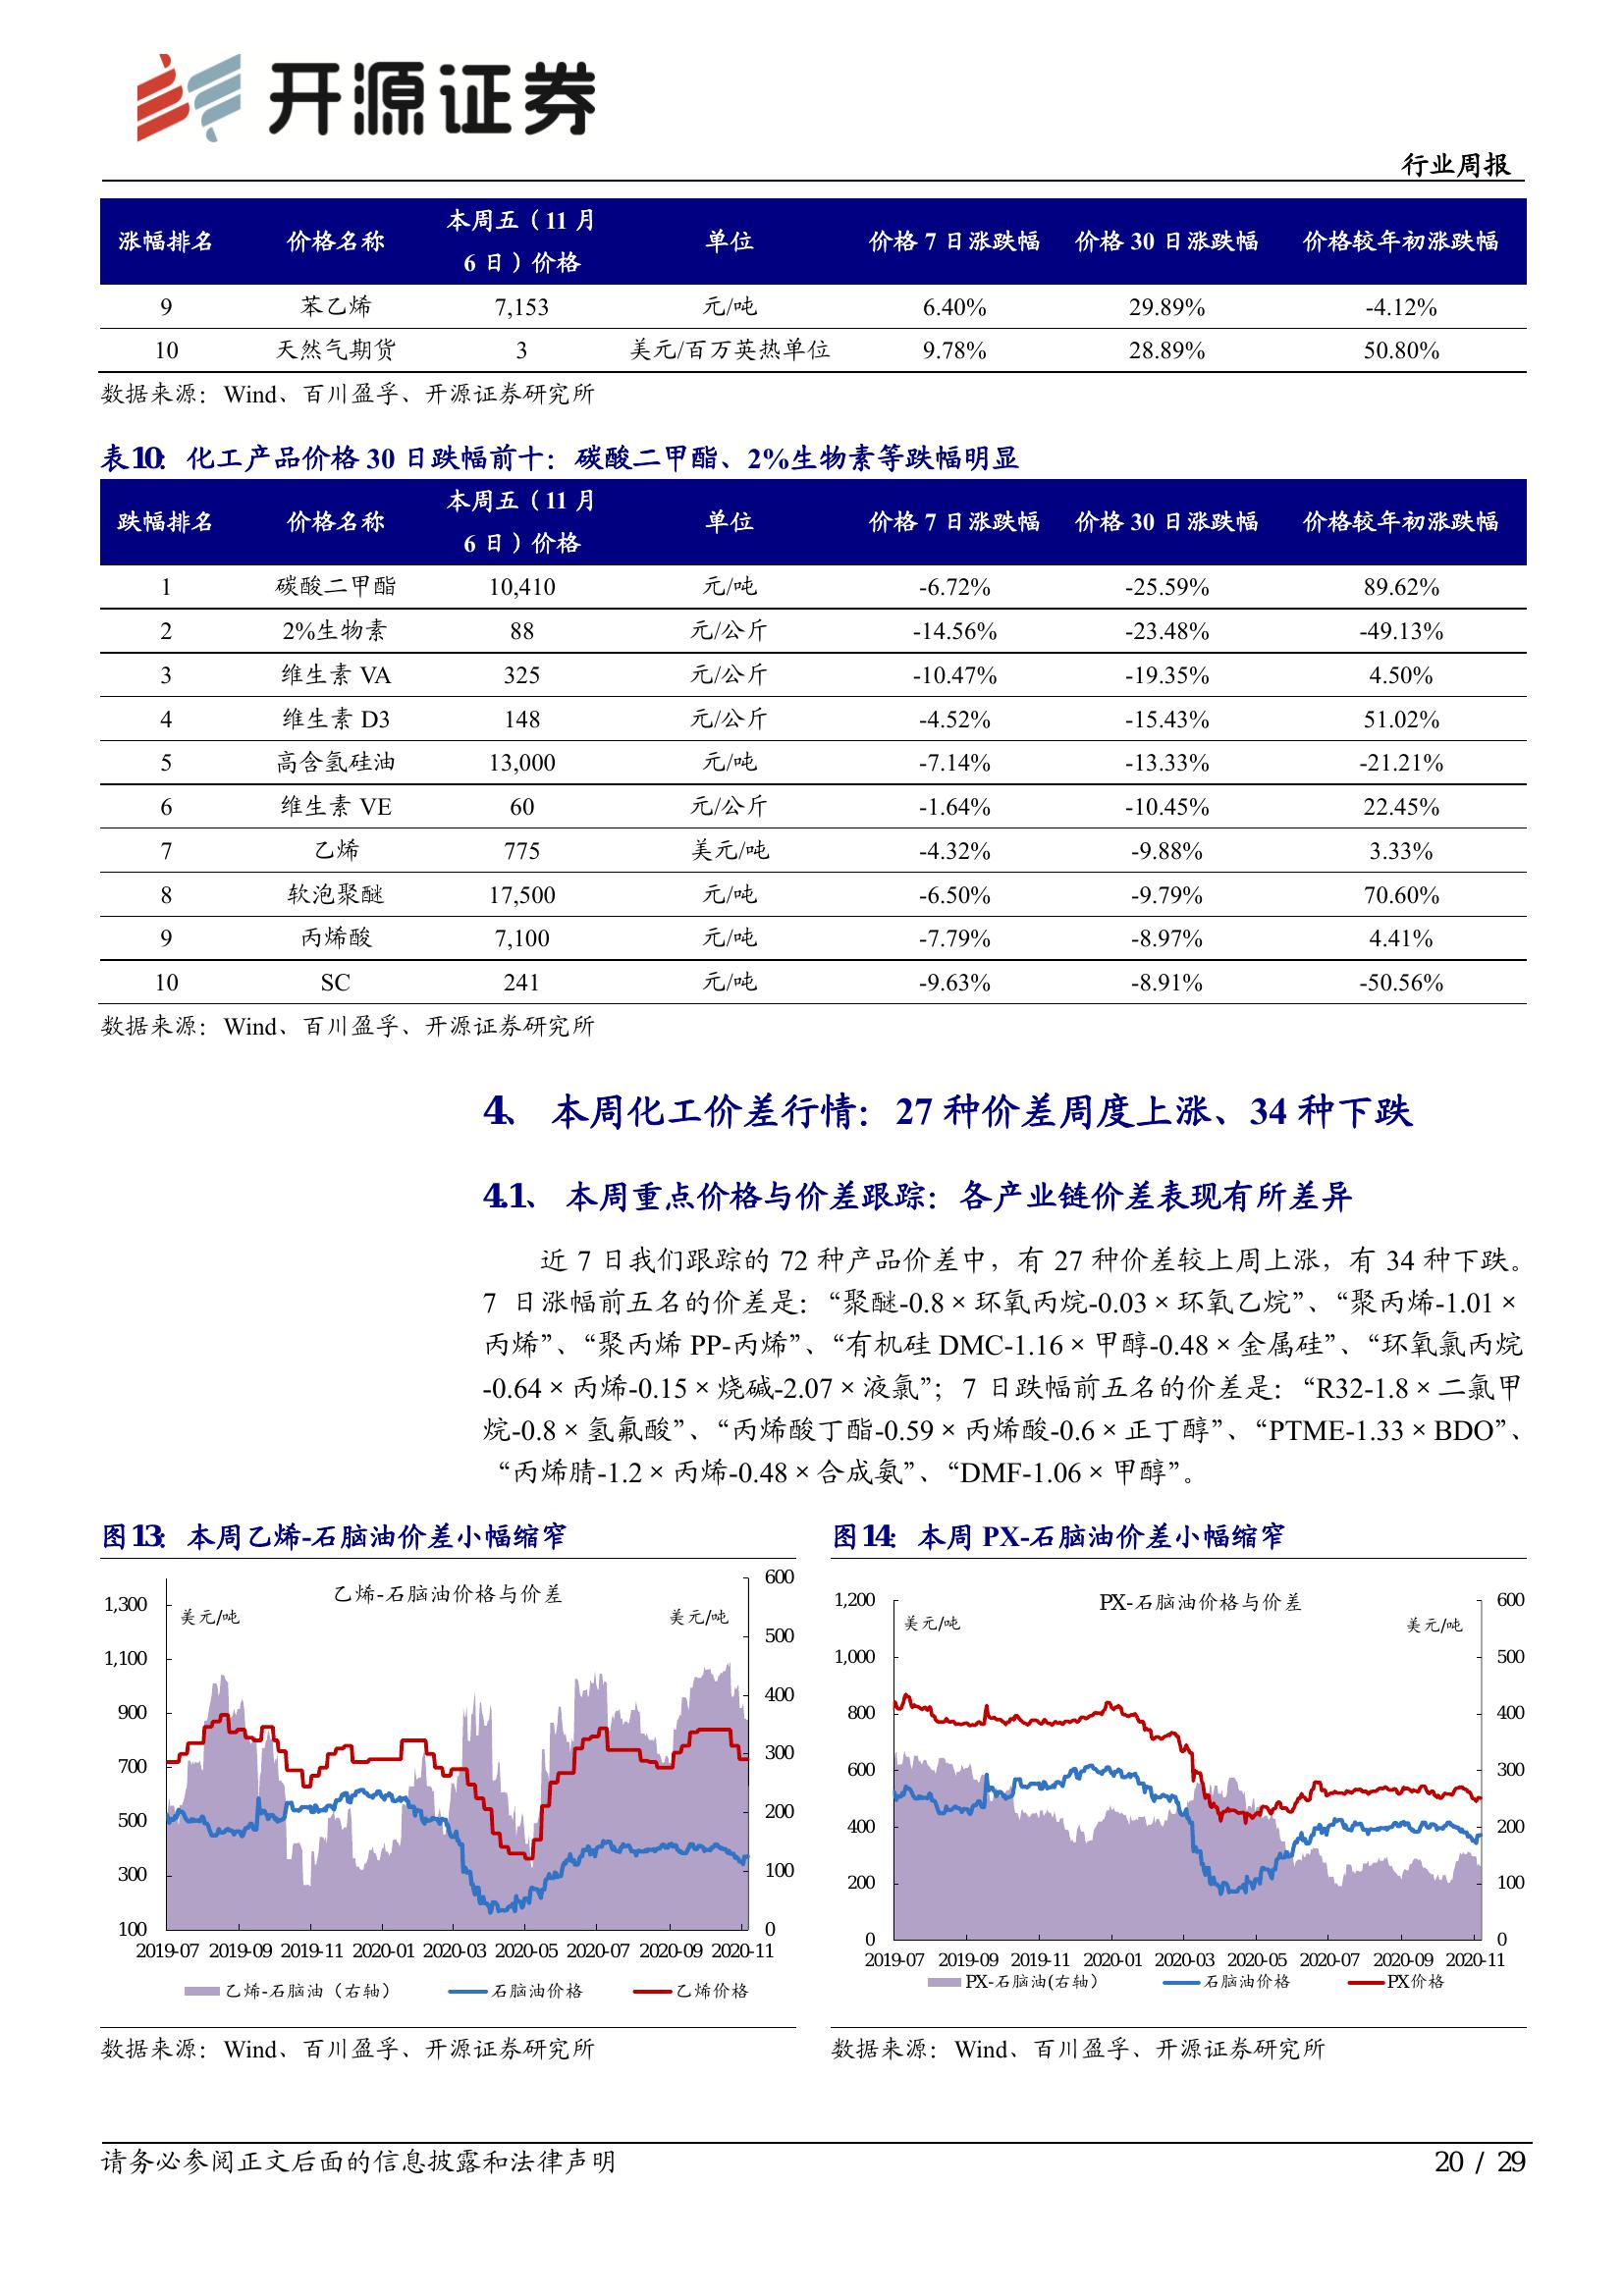 开源证券
行业周报
涨幅排名 价格名称 本周五（11 月 6 日）价格 单位 价格 7 日涨跌幅 价格 30 日涨跌幅 价格较年初涨跌幅
9 苯乙烯 7,153 元/吨 6.40% 29.89% -4.12%
10 天然气期货 3 美元/百万英热单位 9.78% 28.89% 50.80%
数据来源：Wind、百川盈孚、开源证券研究所
表10： 化工产品价格 30 日跌幅前十：碳酸二甲酯、2%生物素等跌幅明显
跌幅排名 价格名称 本周五（11 月 6 日）价格 单位 价格 7 日涨跌幅 价格 30 日涨跌幅 价格较年初涨跌幅
1 碳酸二甲酯 10,410 元/吨 -6.72% -25.59% 89.62%
2 2%生物素 88 元/公斤 -14.56% -23.48% -49.13%
3 维生素 VA 325 元/公斤 -10.47% -19.35% 4.50%
4 维生素 D3 148 元/公斤 -4.52% -15.43% 51.02%
5 高含氢硅油 13,000 元/吨 -7.14% -13.33% -21.21%
6 维生素 VE 60 元/公斤 -1.64% -10.45% 22.45%
7 乙烯 775 美元/吨 -4.32% -9.88% 3.33%
8 软泡聚醚 17,500 元/吨 -6.50% -9.79% 70.60%
9 丙烯酸 7,100 元/吨 -7.79% -8.97% 4.41%
10 SC 241 元/吨 -9.63% -8.91% -50.56%
数据来源：Wind、百川盈孚、开源证券研究所
4、 本周化工价差行情：27 种价差周度上涨、34 种下跌
4.1、 本周重点价格与价差跟踪：各产业链价差表现有所差异
近 7 日我们跟踪的 72 种产品价差中，有 27 种价差较上周上涨，有 34 种下跌。
7 日涨幅前五名的价差是：“聚醚-0.8×环氧丙烷-0.03×环氧乙烷”、“聚丙烯-1.01×
丙烯”、“聚丙烯 PP-丙烯”、“有机硅 DMC-1.16×甲醇-0.48×金属硅”、“环氧氯丙烷
-0.64×丙烯-0.15×烧碱-2.07×液氯”；7 日跌幅前五名的价差是：“R32-1.8×二氯甲
烷-0.8×氢氟酸”、“丙烯酸丁酯-0.59×丙烯酸-0.6×正丁醇”、“PTME-1.33×BDO”、
“丙烯腈-1.2×丙烯-0.48×合成氨”、“DMF-1.06×甲醇”。
图13： 本周乙烯-石脑油价差小幅缩窄
乙烯-石脑油价格与价差
美元/吨 美元/吨
1,300
1,100
900
700
500
300
100
600
500
400
300
200
100
0
2019-07 2019-09 2019-11 2020-01 2020-03 2020-05 2020-07 2020-09 2020-11
乙烯-石脑油（右轴） 石脑油价格 乙烯价格
数据来源：Wind、百川盈孚、开源证券研究所
图14： 本周 PX-石脑油价差小幅缩窄
PX-石脑油价格与价差
美元/吨 美元/吨
1,200
1,000
800
600
400
200
0
600
500
400
300
200
100
0
2019-07 2019-09 2019-11 2020-01 2020-03 2020-05 2020-07 2020-09 2020-11
PX-石脑油(右轴） 石脑油价格 PX价格
数据来源：Wind、百川盈孚、开源证券研究所
请务必参阅正文后面的信息披露和法律声明
20 / 29